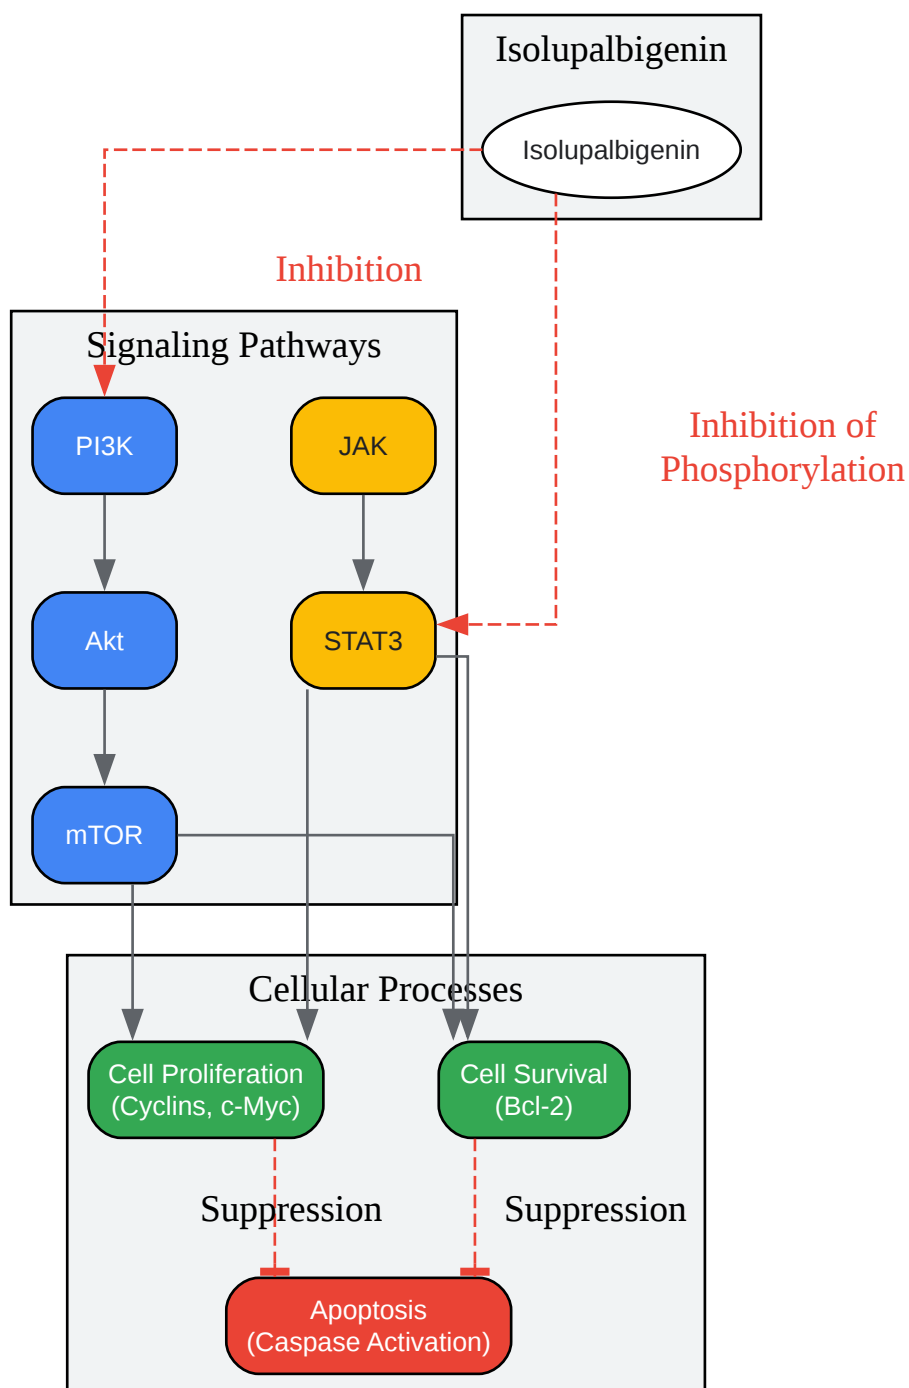 Isolupalbigenin
Isolupalbigenin
Inhibition
Signaling Pathways
Inhibition of
Phosphorylation
PI3K
JAK
Akt
STAT3
mTOR
Cellular Processes
Cell Proliferation
(Cyclins, c-Myc)
Cell Survival
(Bcl-2)
Suppression
Suppression
Apoptosis
(Caspase Activation)